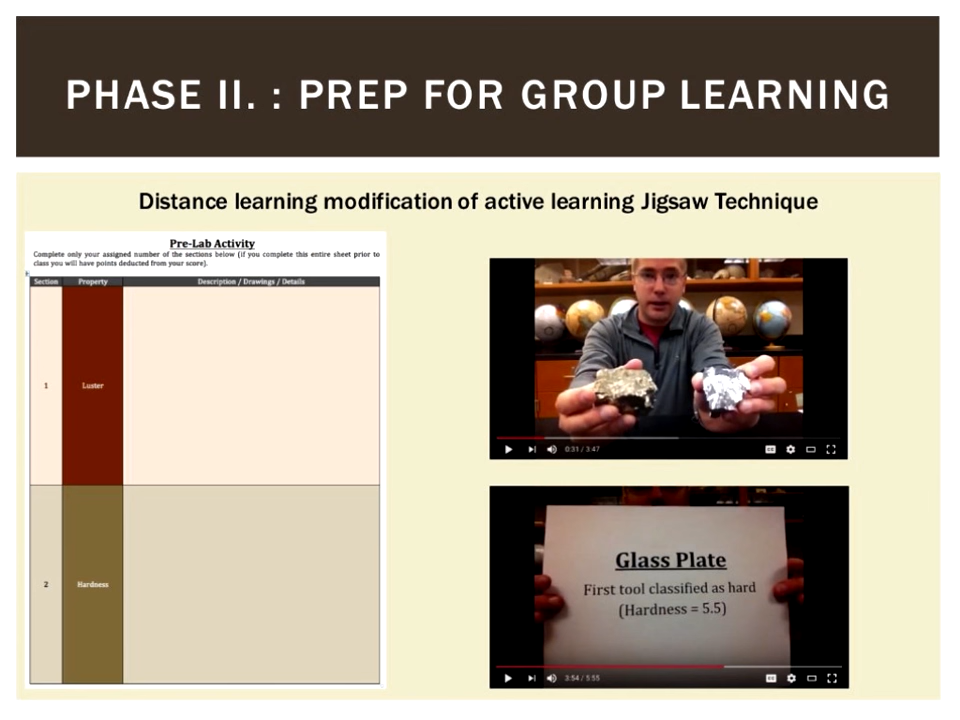 PHASE II. : PREP FOR GROUP LEARNING
Distance learning modification of active learning Jigsaw Technique
Pre-Lab Activity
Complete only your assigned number of the sections below (if you complete this entire sheet prior to
class you will have points deducted from your score).
Section Property Description / Drawings / Details
1 Luster
2 Hardness
0:31 / 3:47
CC
Glass Plate
First tool classified as hard
(Hardness = 5.5)
3:54 / 5:55
CC